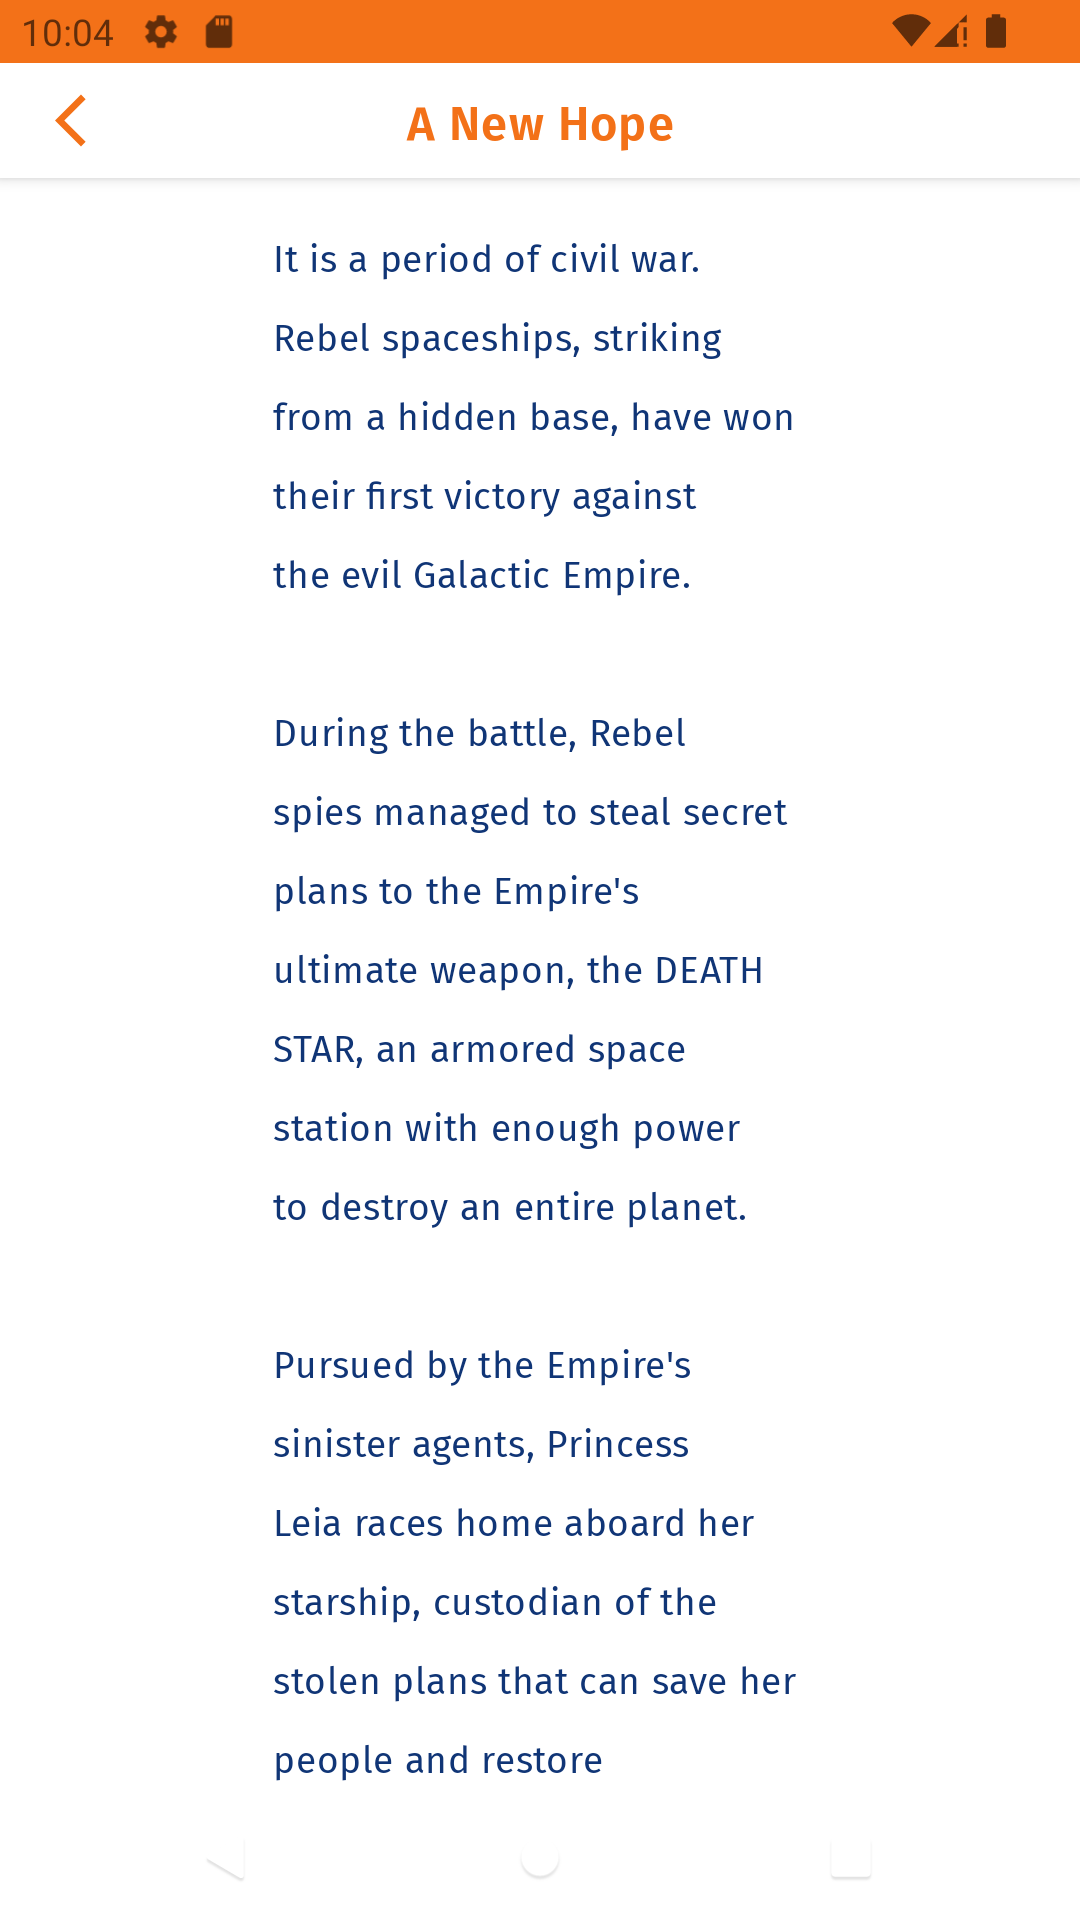 10:04
A New Hope
It is a period of civil war.
Rebel spaceships, striking
from a hidden base, have won
their first victory against
the evil Galactic Empire.
During the battle, Rebel
spies managed to steal secret
plans to the Empire's
ultimate weapon, the DEATH
STAR, an armored space
station with enough power
to destroy an entire planet.
Pursued by the Empire's
sinister agents, Princess
Leia races home aboard her
starship, custodian of the
stolen plans that can save her
people and restore